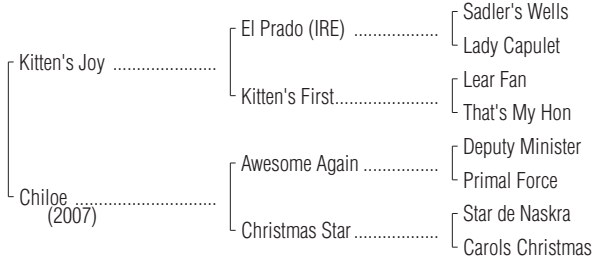 Sadler's Wells
El Prado (IRE) ..................
Lady Capulet
Kitten's Joy ......................
Lear Fan
Kitten's First......................
That's My Hon
Deputy Minister
Awesome Again ................
Primal Force
Chiloe ..............................
(2007)
Star de Naskra
Christmas Star..................
Carols Christmas